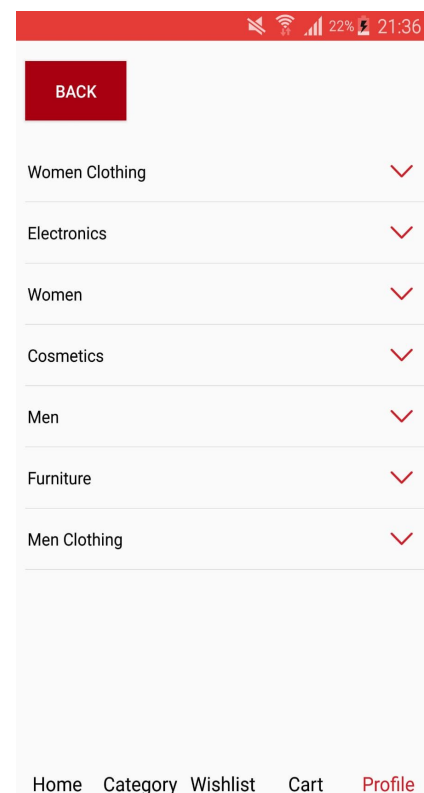 22% 21:36
BACK
Women Clothing
Electronics
Women
Cosmetics
Men
Furniture
Men Clothing
Home Category Wishlist Cart Profile